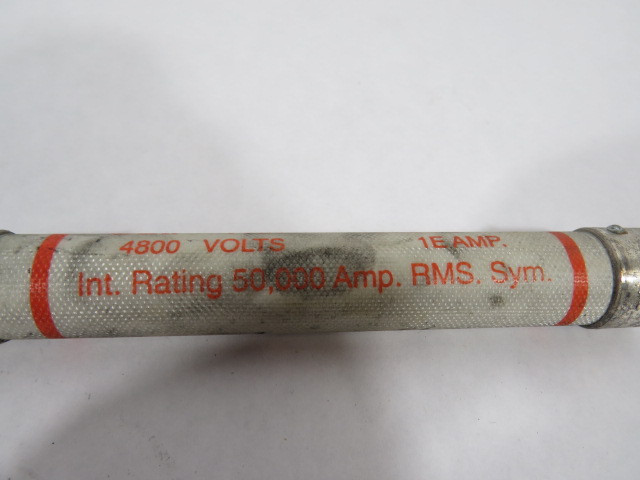 4800 VOLTS 1E AMP.
Int. Rating 50,000 Amp. RMS. Sym.